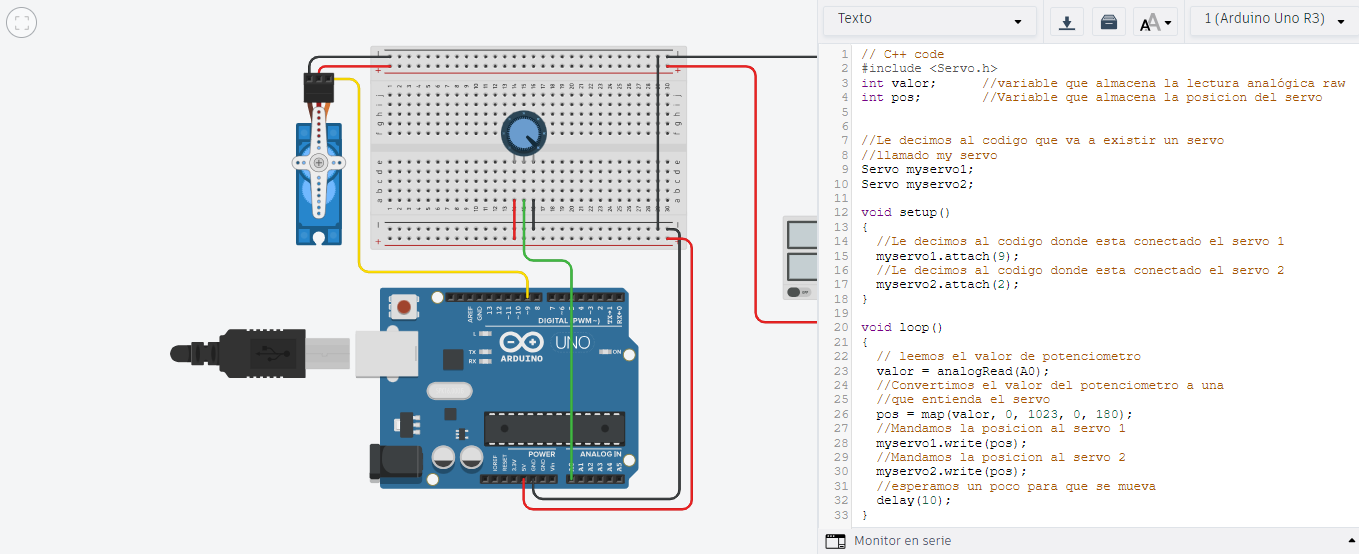 Texto
1 (Arduino Uno R3)
1 // C++ code
2 #include <Servo.h>
3 int valor; //variable que almacena la lectura analógica raw
4 int pos; //Variable que almacena la posicion del servo
5
6
7 //Le decimos al codigo que va a existir un servo
8 //llamado my servo
9 Servo myservo1;
10 Servo myservo2;
11
12 void setup()
13 {
14 //Le decimos al codigo donde esta conectado el servo 1
15 myservo1.attach(9);
16 //Le decimos al codigo donde esta conectado el servo 2
17 myservo2.attach(2);
18 }
19
20 void loop()
21 {
22 // leemos el valor de potenciometro
23 valor = analogRead(A0);
24 //Convertimos el valor del potenciometro a una
25 //que entienda el servo
26 pos = map(valor, 0, 1023, 0, 180);
27 //Mandamos la posicion al servo 1
28 myservo1.write(pos);
29 //Mandamos la posicion al servo 2
30 myservo2.write(pos);
31 //esperamos un poco para que se mueva
32 delay(10);
33 }
Monitor en serie
AREF
GND
13
12
~11
~10
~9
8
7
~6
~5
4
~3
2
TX→1
RX←0
DIGITAL (PWM~)
L
TX
RX
ARDUINO
UNO
ON
POWER
ANALOG IN
IOREF
RESET
3.3V
5V
GND
GND
Vin
A0
A1
A2
A3
A4
A5